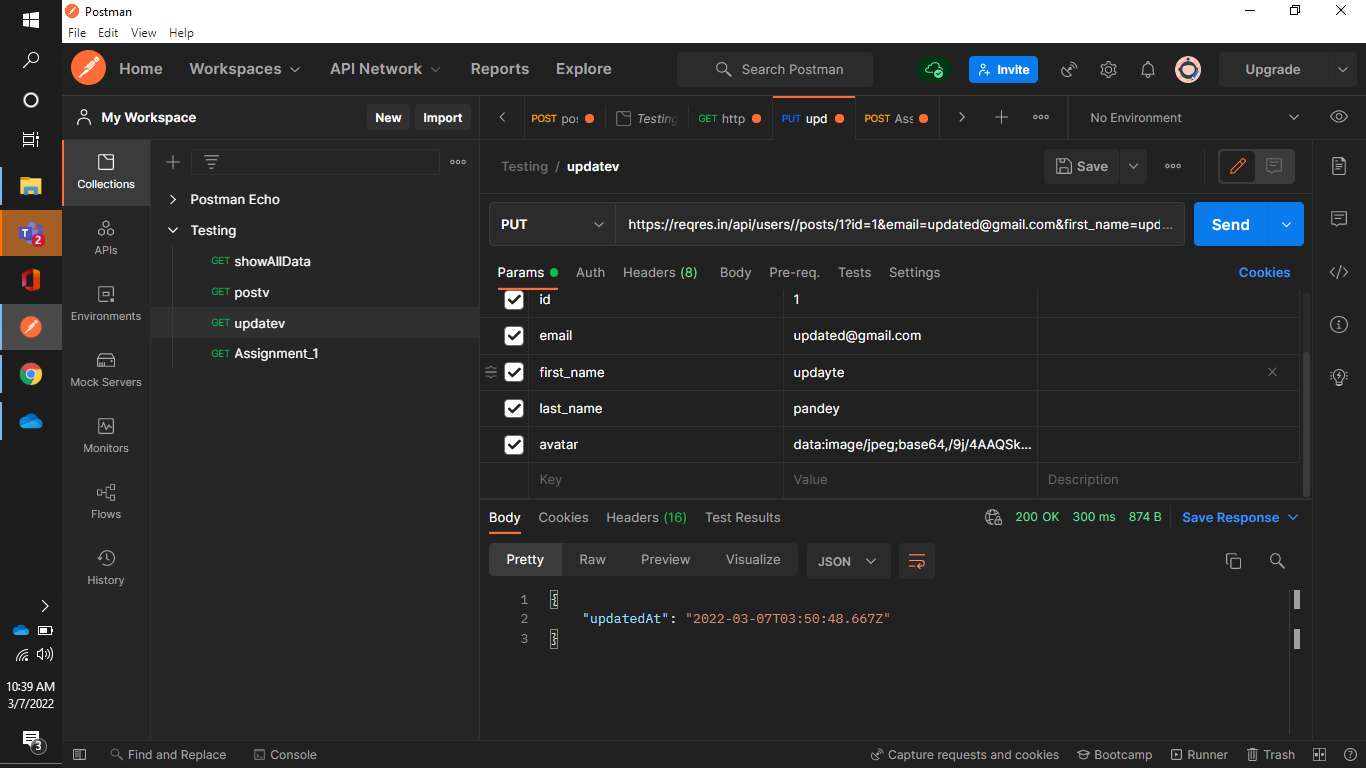 Postman
File Edit View Help
Home Workspaces API Network Reports Explore Search Postman Invite Upgrade
My Workspace New Import POST pos Testing GET http PUT upd POST Ass No Environment
Collections
Testing / updatev Save
Postman Echo
Testing
PUT https://reqres.in/api/users//posts/1?id=1&email=updated@gmail.com&first_name=upd... Send
APIs
GET showAllData
Params Auth Headers (8) Body Pre-req. Tests Settings Cookies
GET postv
id 1
Environments
GET updatev
email updated@gmail.com
GET Assignment_1
first_name updayte
Mock Servers
last_name pandey
Monitors
avatar data:image/jpeg;base64,/9j/4AAQSk...
Key Value Description
Flows
Body Cookies Headers (16) Test Results 200 OK 300 ms 874 B Save Response
History
Pretty Raw Preview Visualize JSON
1 {
2 "updatedAt": "2022-03-07T03:50:48.667Z"
3 }
T 2
10:39 AM
3/7/2022
3
Find and Replace Console Capture requests and cookies Bootcamp Runner Trash